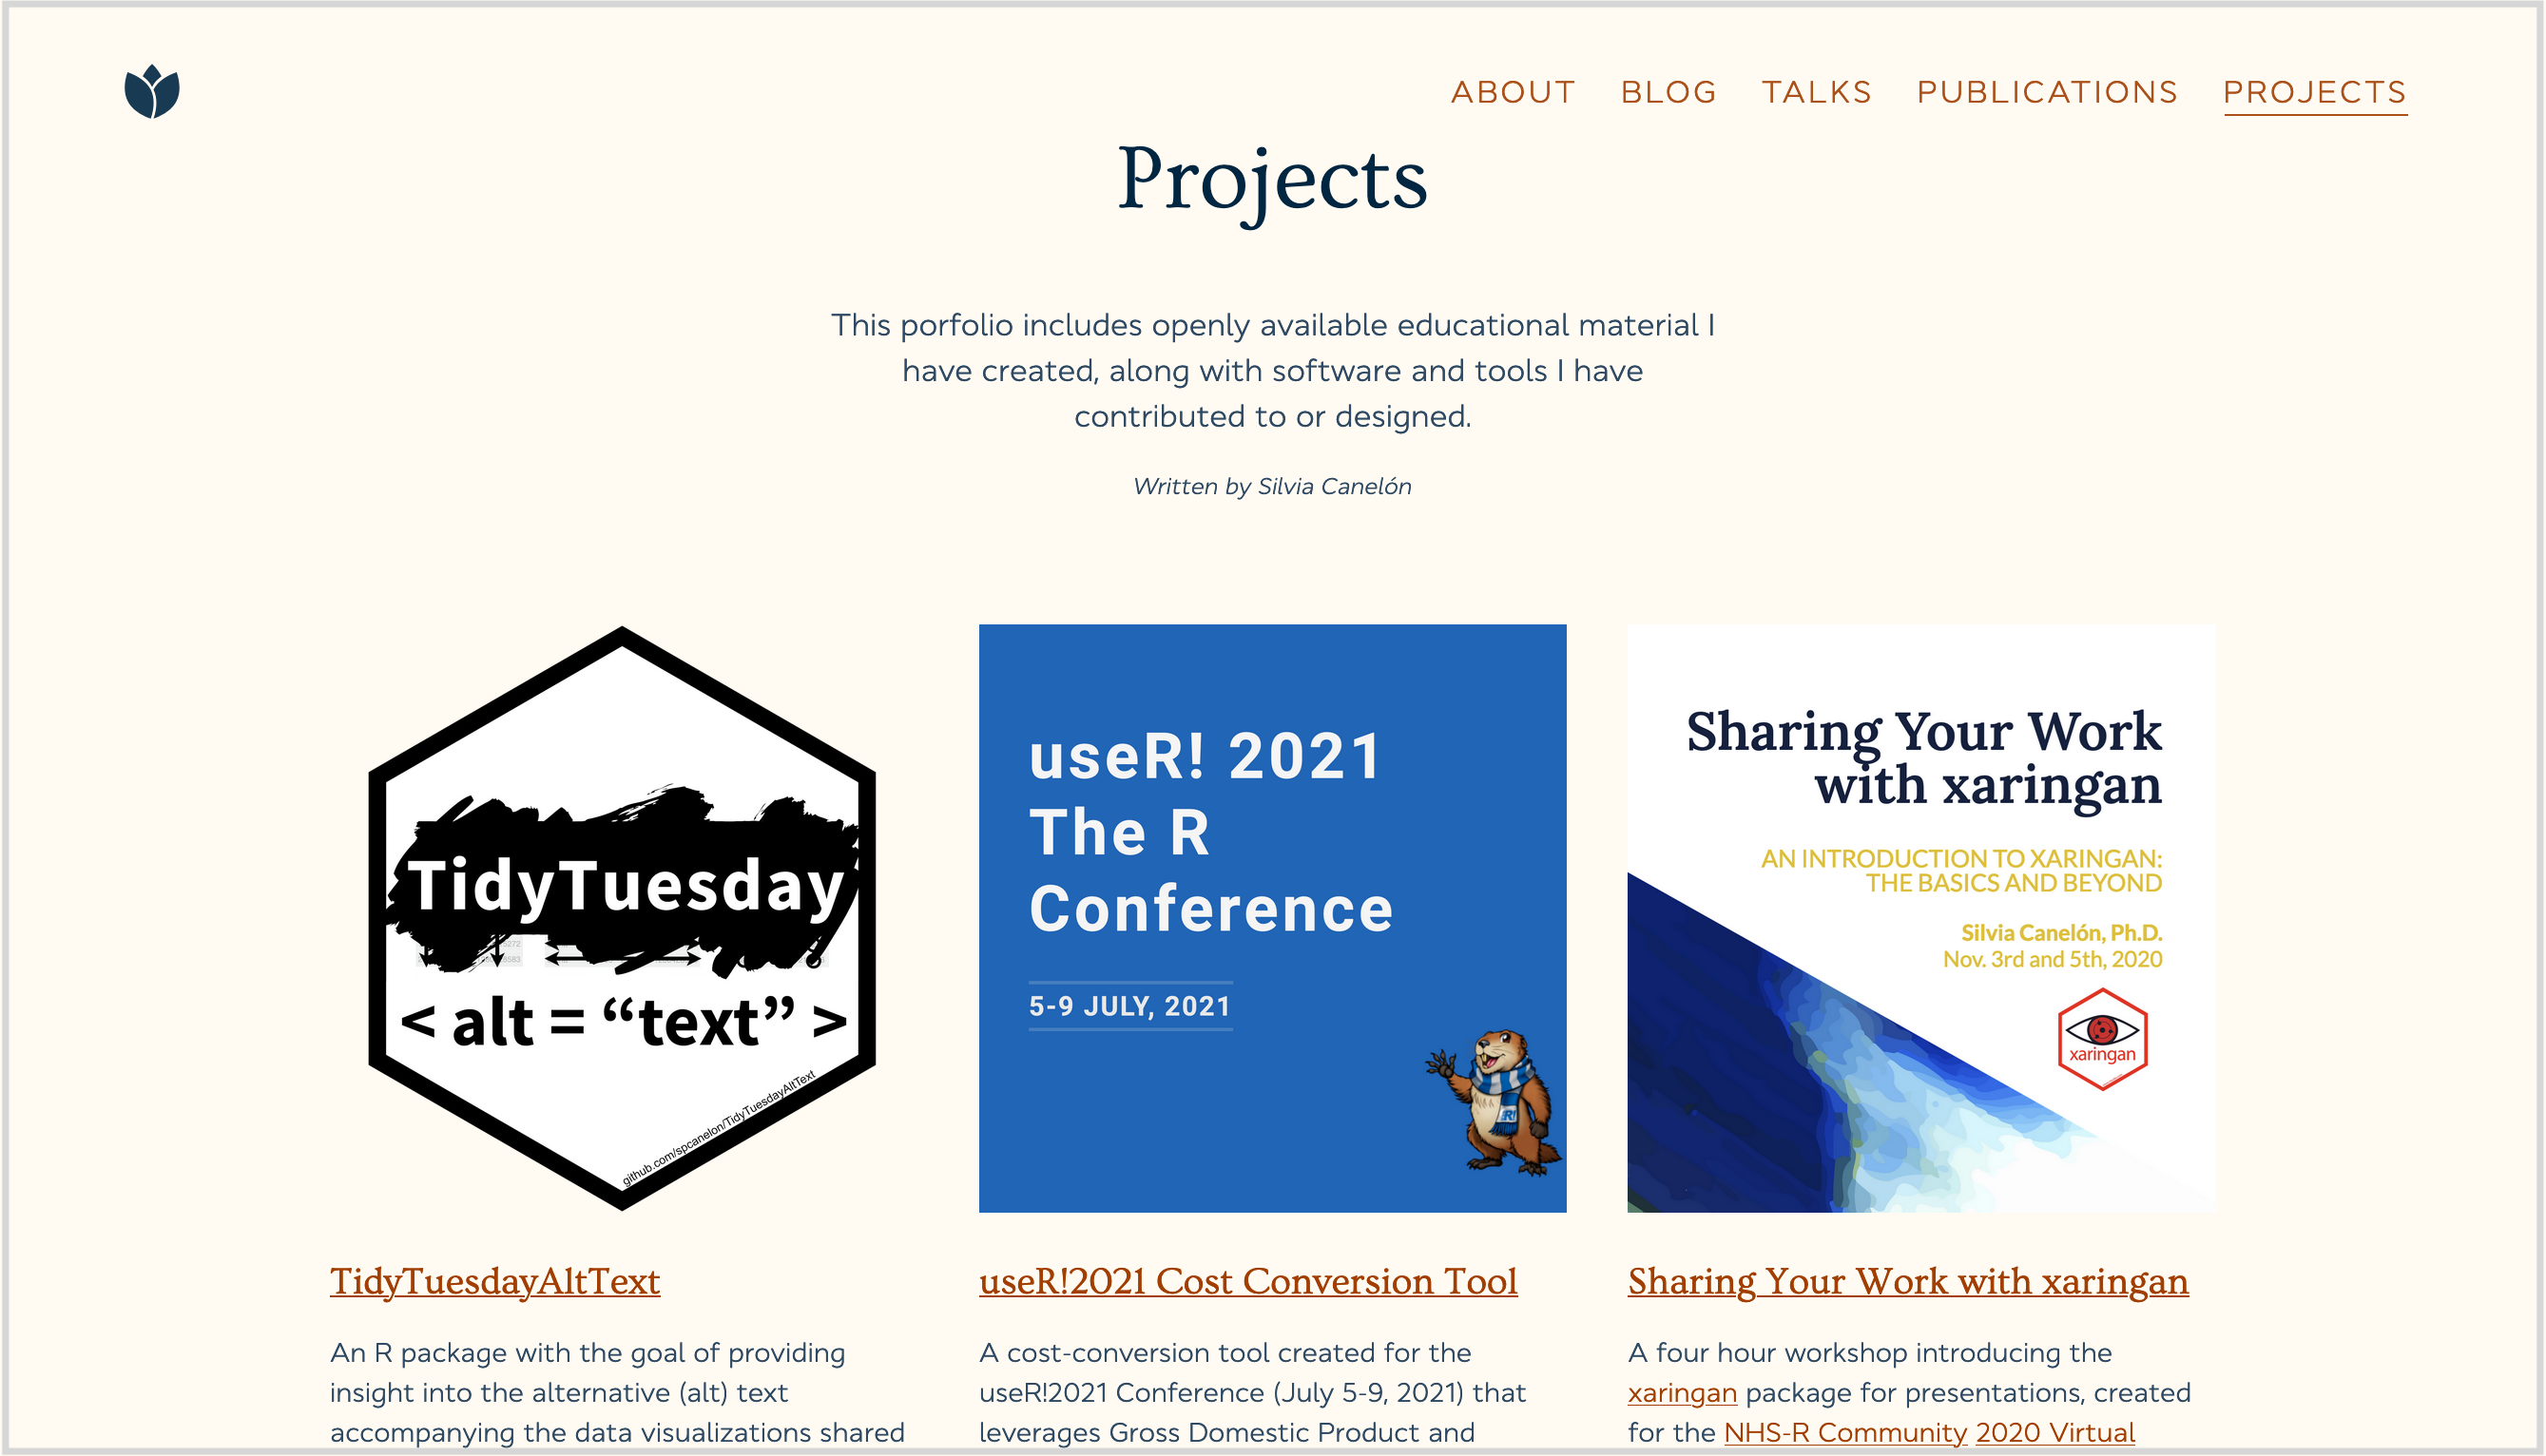 ABOUT BLOG TALKS PUBLICATIONS PROJECTS
Projects
This porfolio includes openly available educational material I
have created, along with software and tools I have
contributed to or designed.
Written by Silvia Canelón
TidyTuesday
< alt = “text” >
github.com/spcanelon/TidyTuesdayAltText
useR! 2021
The R
Conference
5-9 JULY, 2021
R!
Sharing Your Work
with xaringan
AN INTRODUCTION TO XARINGAN:
THE BASICS AND BEYOND
Silvia Canelón, Ph.D.
Nov. 3rd and 5th, 2020
xaringan
TidyTuesdayAltText
An R package with the goal of providing
insight into the alternative (alt) text
accompanying the data visualizations shared
useR!2021 Cost Conversion Tool
A cost-conversion tool created for the
useR!2021 Conference (July 5-9, 2021) that
leverages Gross Domestic Product and
Sharing Your Work with xaringan
A four hour workshop introducing the
xaringan package for presentations, created
for the NHS-R Community 2020 Virtual